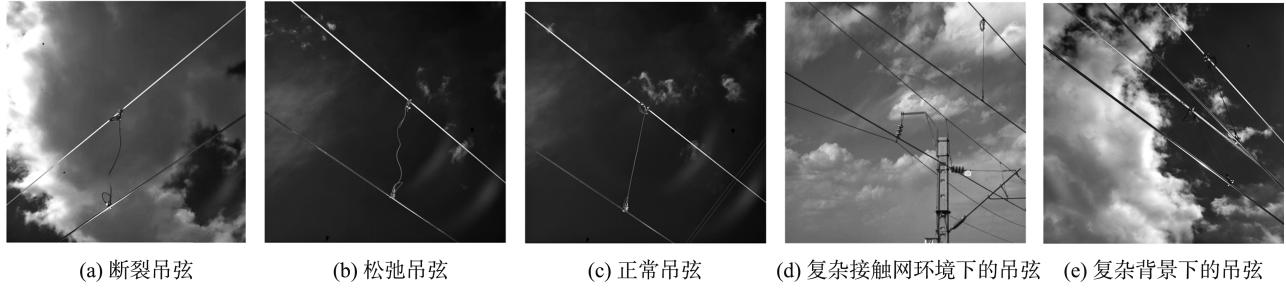 (a) 断裂吊弦
(b) 松弛吊弦
(c) 正常吊弦
(d) 复杂接触网环境下的吊弦
(e) 复杂背景下的吊弦